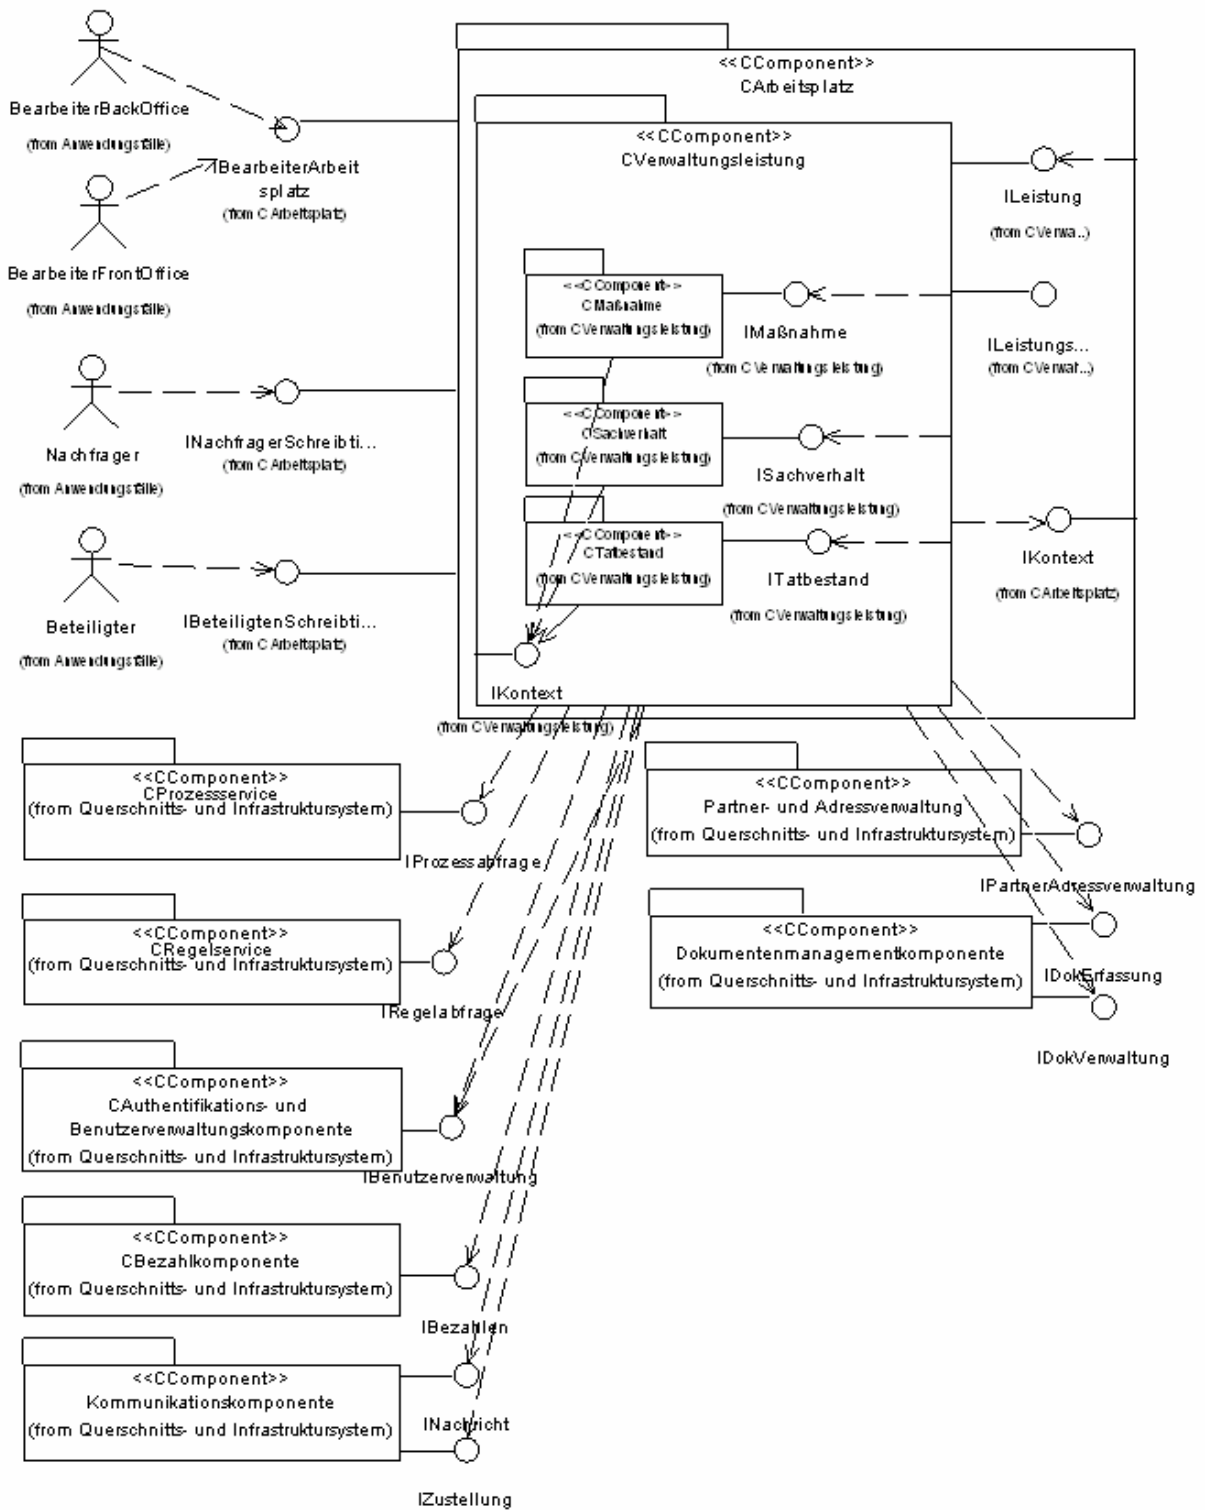 BearbeiterBackOffice
(from Anwendungsfälle)
IBearbeiterArbeit
splatz
(from CArbeitsplatz)
BearbeiterFrontOffice
(from Anwendungsfälle)
Nachfrager
(from Anwendungsfälle)
INachfragerSchreibti...
(from CArbeitsplatz)
Beteiligter
(from Anwendungsfälle)
IBeteiligtenSchreibti...
(from CArbeitsplatz)
<<CComponent>>
CArbeitsplatz
<<CComponent>>
CVerwaltungsleistung
<<CComponent>>
CMaßnahme
(from CVerwaltungsleistung)
IMaßnahme
(from CVerwaltungsleistung)
<<CComponent>>
CSachverhalt
(from CVerwaltungsleistung)
ISachverhalt
(from CVerwaltungsleistung)
<<CComponent>>
CTatbestand
(from CVerwaltungsleistung)
ITatbestand
(from CVerwaltungsleistung)
IKontext
(from CVerwaltungsleistung)
ILeistung
(from CVerwa..)
ILeistungs...
(from CVerwal..)
IKontext
(from CArbeitsplatz)
<<CComponent>>
CProzessservice
(from Querschnitts- und Infrastruktursystem)
IProzessabfrage
<<CComponent>>
CRegelservice
(from Querschnitts- und Infrastruktursystem)
IRegelabfrage
<<CComponent>>
CAuthentifikations- und
Benutzerverwaltungskomponente
(from Querschnitts- und Infrastruktursystem)
IBenutzerverwaltung
<<CComponent>>
CBezahlkomponente
(from Querschnitts- und Infrastruktursystem)
IBezahlen
<<CComponent>>
Kommunikationskomponente
(from Querschnitts- und Infrastruktursystem)
INachricht
IZustellung
<<CComponent>>
Partner- und Adressverwaltung
(from Querschnitts- und Infrastruktursystem)
IPartnerAdressverwaltung
<<CComponent>>
Dokumentenmanagementkomponente
(from Querschnitts- und Infrastruktursystem)
IDokErfassung
IDokVerwaltung